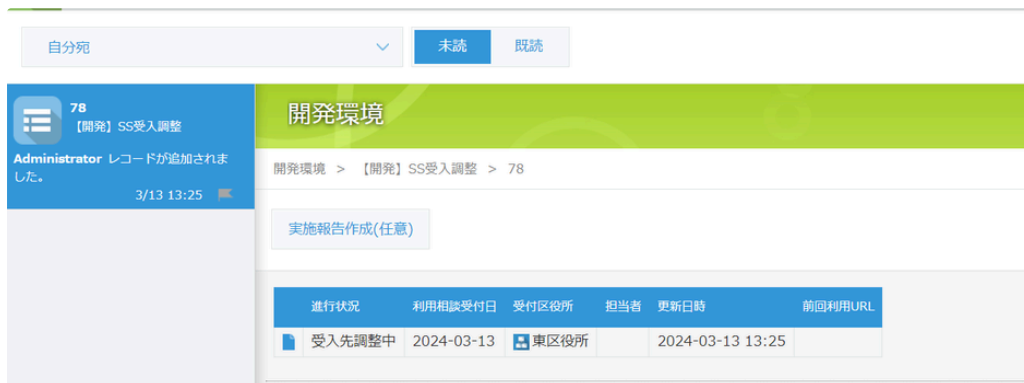 自分宛
未読
既読
78
【開発】SS受入調整
Administrator レコードが追加されま
した。
3/13 13:25
開発環境
開発環境 > 【開発】SS受入調整 > 78
実施報告作成(任意)
進行状況 利用相談受付日 受付区役所 担当者 更新日時 前回利用URL
受入先調整中 2024-03-13 東区役所 2024-03-13 13:25